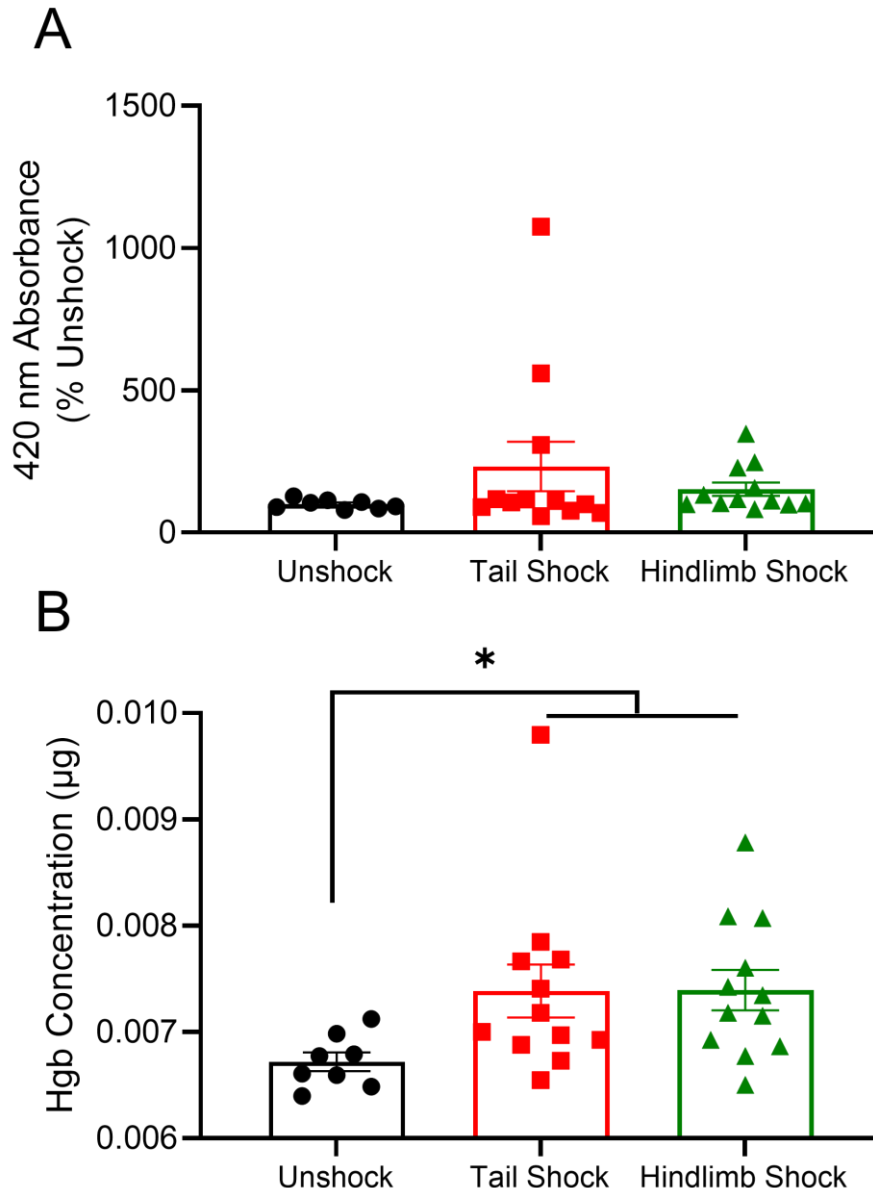 A
420 nm Absorbance
(% Unshock)
1500
1000
500
0
Unshock
Tail Shock
Hindlimb Shock
B
*
Hgb Concentration (µg)
0.010
0.009
0.008
0.007
0.006
Unshock
Tail Shock
Hindlimb Shock